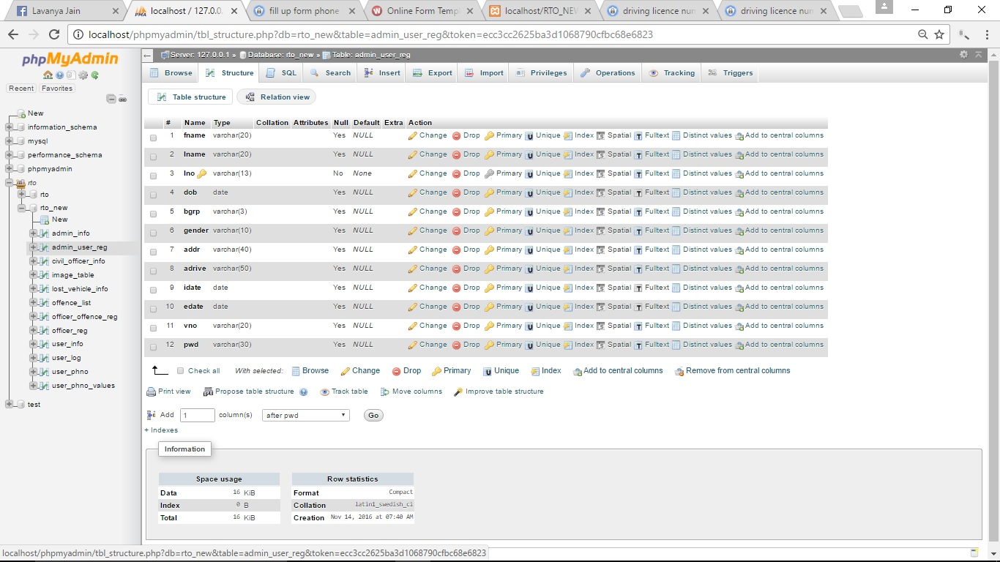 Lavanya Jain
localhost / 127.0.0.
fill up form phone
Online Form Temp
localhost/RTO_NEW
driving licence num
driving licence num
localhost/phpmyadmin/tbl_structure.php?db=rto_new&table=admin_user_reg&token=ecc3cc2625ba3d1068790cfbc68e6823
phpMyAdmin
Recent Favorites
New
information_schema
mysql
performance_schema
phpmyadmin
rto
rto
rto_new
New
admin_info
admin_user_reg
civil_officer_info
image_table
lost_vehicle_info
offence_list
officer_offence_reg
officer_reg
user_info
user_log
user_phno
user_phno_values
test
Server: 127.0.0.1 » Database: rto_new » Table: admin_user_reg
Browse Structure SQL Search Insert Export Import Privileges Operations Tracking Triggers
Table structure Relation view
# Name Type Collation Attributes Null Default Extra Action
1 fname varchar(20) Yes NULL Change Drop Primary Unique Index Spatial Fulltext Distinct values Add to central columns
2 lname varchar(20) Yes NULL Change Drop Primary Unique Index Spatial Fulltext Distinct values Add to central columns
3 lno varchar(13) No None Change Drop Primary Unique Index Spatial Fulltext Distinct values Add to central columns
4 dob date Yes NULL Change Drop Primary Unique Index Spatial Fulltext Distinct values Add to central columns
5 bgrp varchar(3) Yes NULL Change Drop Primary Unique Index Spatial Fulltext Distinct values Add to central columns
6 gender varchar(10) Yes NULL Change Drop Primary Unique Index Spatial Fulltext Distinct values Add to central columns
7 addr varchar(40) Yes NULL Change Drop Primary Unique Index Spatial Fulltext Distinct values Add to central columns
8 adrive varchar(50) Yes NULL Change Drop Primary Unique Index Spatial Fulltext Distinct values Add to central columns
9 idate date Yes NULL Change Drop Primary Unique Index Spatial Fulltext Distinct values Add to central columns
10 edate date Yes NULL Change Drop Primary Unique Index Spatial Fulltext Distinct values Add to central columns
11 vno varchar(20) Yes NULL Change Drop Primary Unique Index Spatial Fulltext Distinct values Add to central columns
12 pwd varchar(30) Yes NULL Change Drop Primary Unique Index Spatial Fulltext Distinct values Add to central columns
Check all With selected: Browse Change Drop Primary Unique Index Add to central columns Remove from central columns
Print view Propose table structure Track table Move columns Improve table structure
Add 1 column(s) after pwd Go
+ Indexes
Information
Space usage
Data 16 KiB
Index 0 B
Total 16 KiB
Row statistics
Format Compact
Collation latin1_swedish_ci
Creation Nov 14, 2016 at 07:40 AM
localhost/phpmyadmin/tbl_structure.php?db=rto_new&table=admin_user_reg&token=ecc3cc2625ba3d1068790cfbc68e6823